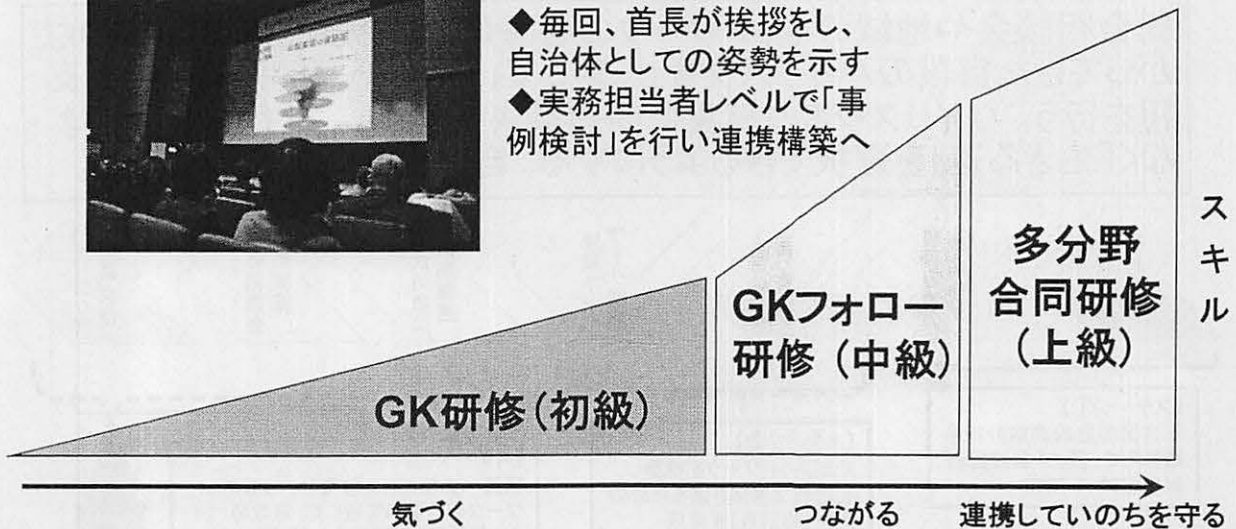 ◆毎回、首長が挨拶をし、
自治体としての姿勢を示す
◆実務担当者レベルで「事
例検討」を行い連携構築へ
スキル
多分野
合同研修
(上級)
GKフォロー
研修(中級)
GK研修(初級)
気づく
つながる
連携していのちを守る